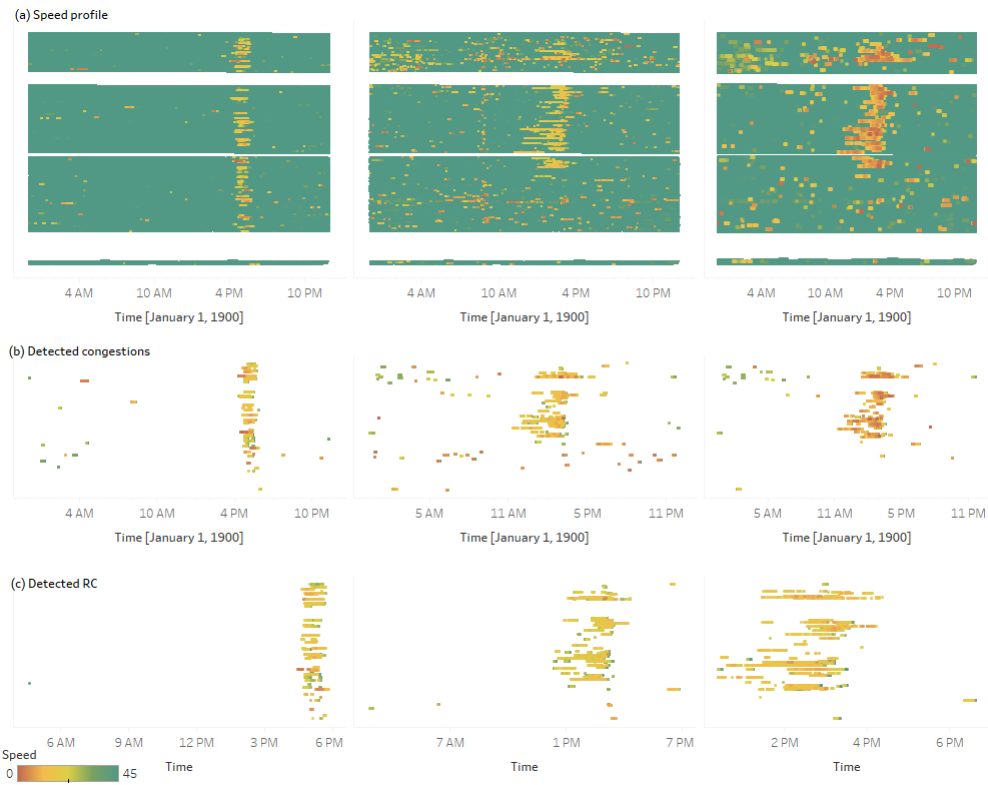 (a) Speed profile
4 AM 10 AM 4 PM 10 PM 4 AM 10 AM 4 PM 10 PM 4 AM 10 AM 4 PM 10 PM
Time [January 1, 1900] Time [January 1, 1900] Time [January 1, 1900]
(b) Detected congestions
4 AM 10 AM 4 PM 10 PM 5 AM 11 AM 5 PM 11 PM 5 AM 11 AM 5 PM 11 PM
Time [January 1, 1900] Time [January 1, 1900] Time [January 1, 1900]
(c) Detected RC
6 AM 9 AM 12 PM 3 PM 6 PM 7 AM 1 PM 7 PM 2 PM 4 PM 6 PM
Speed
Time Time Time
0 45